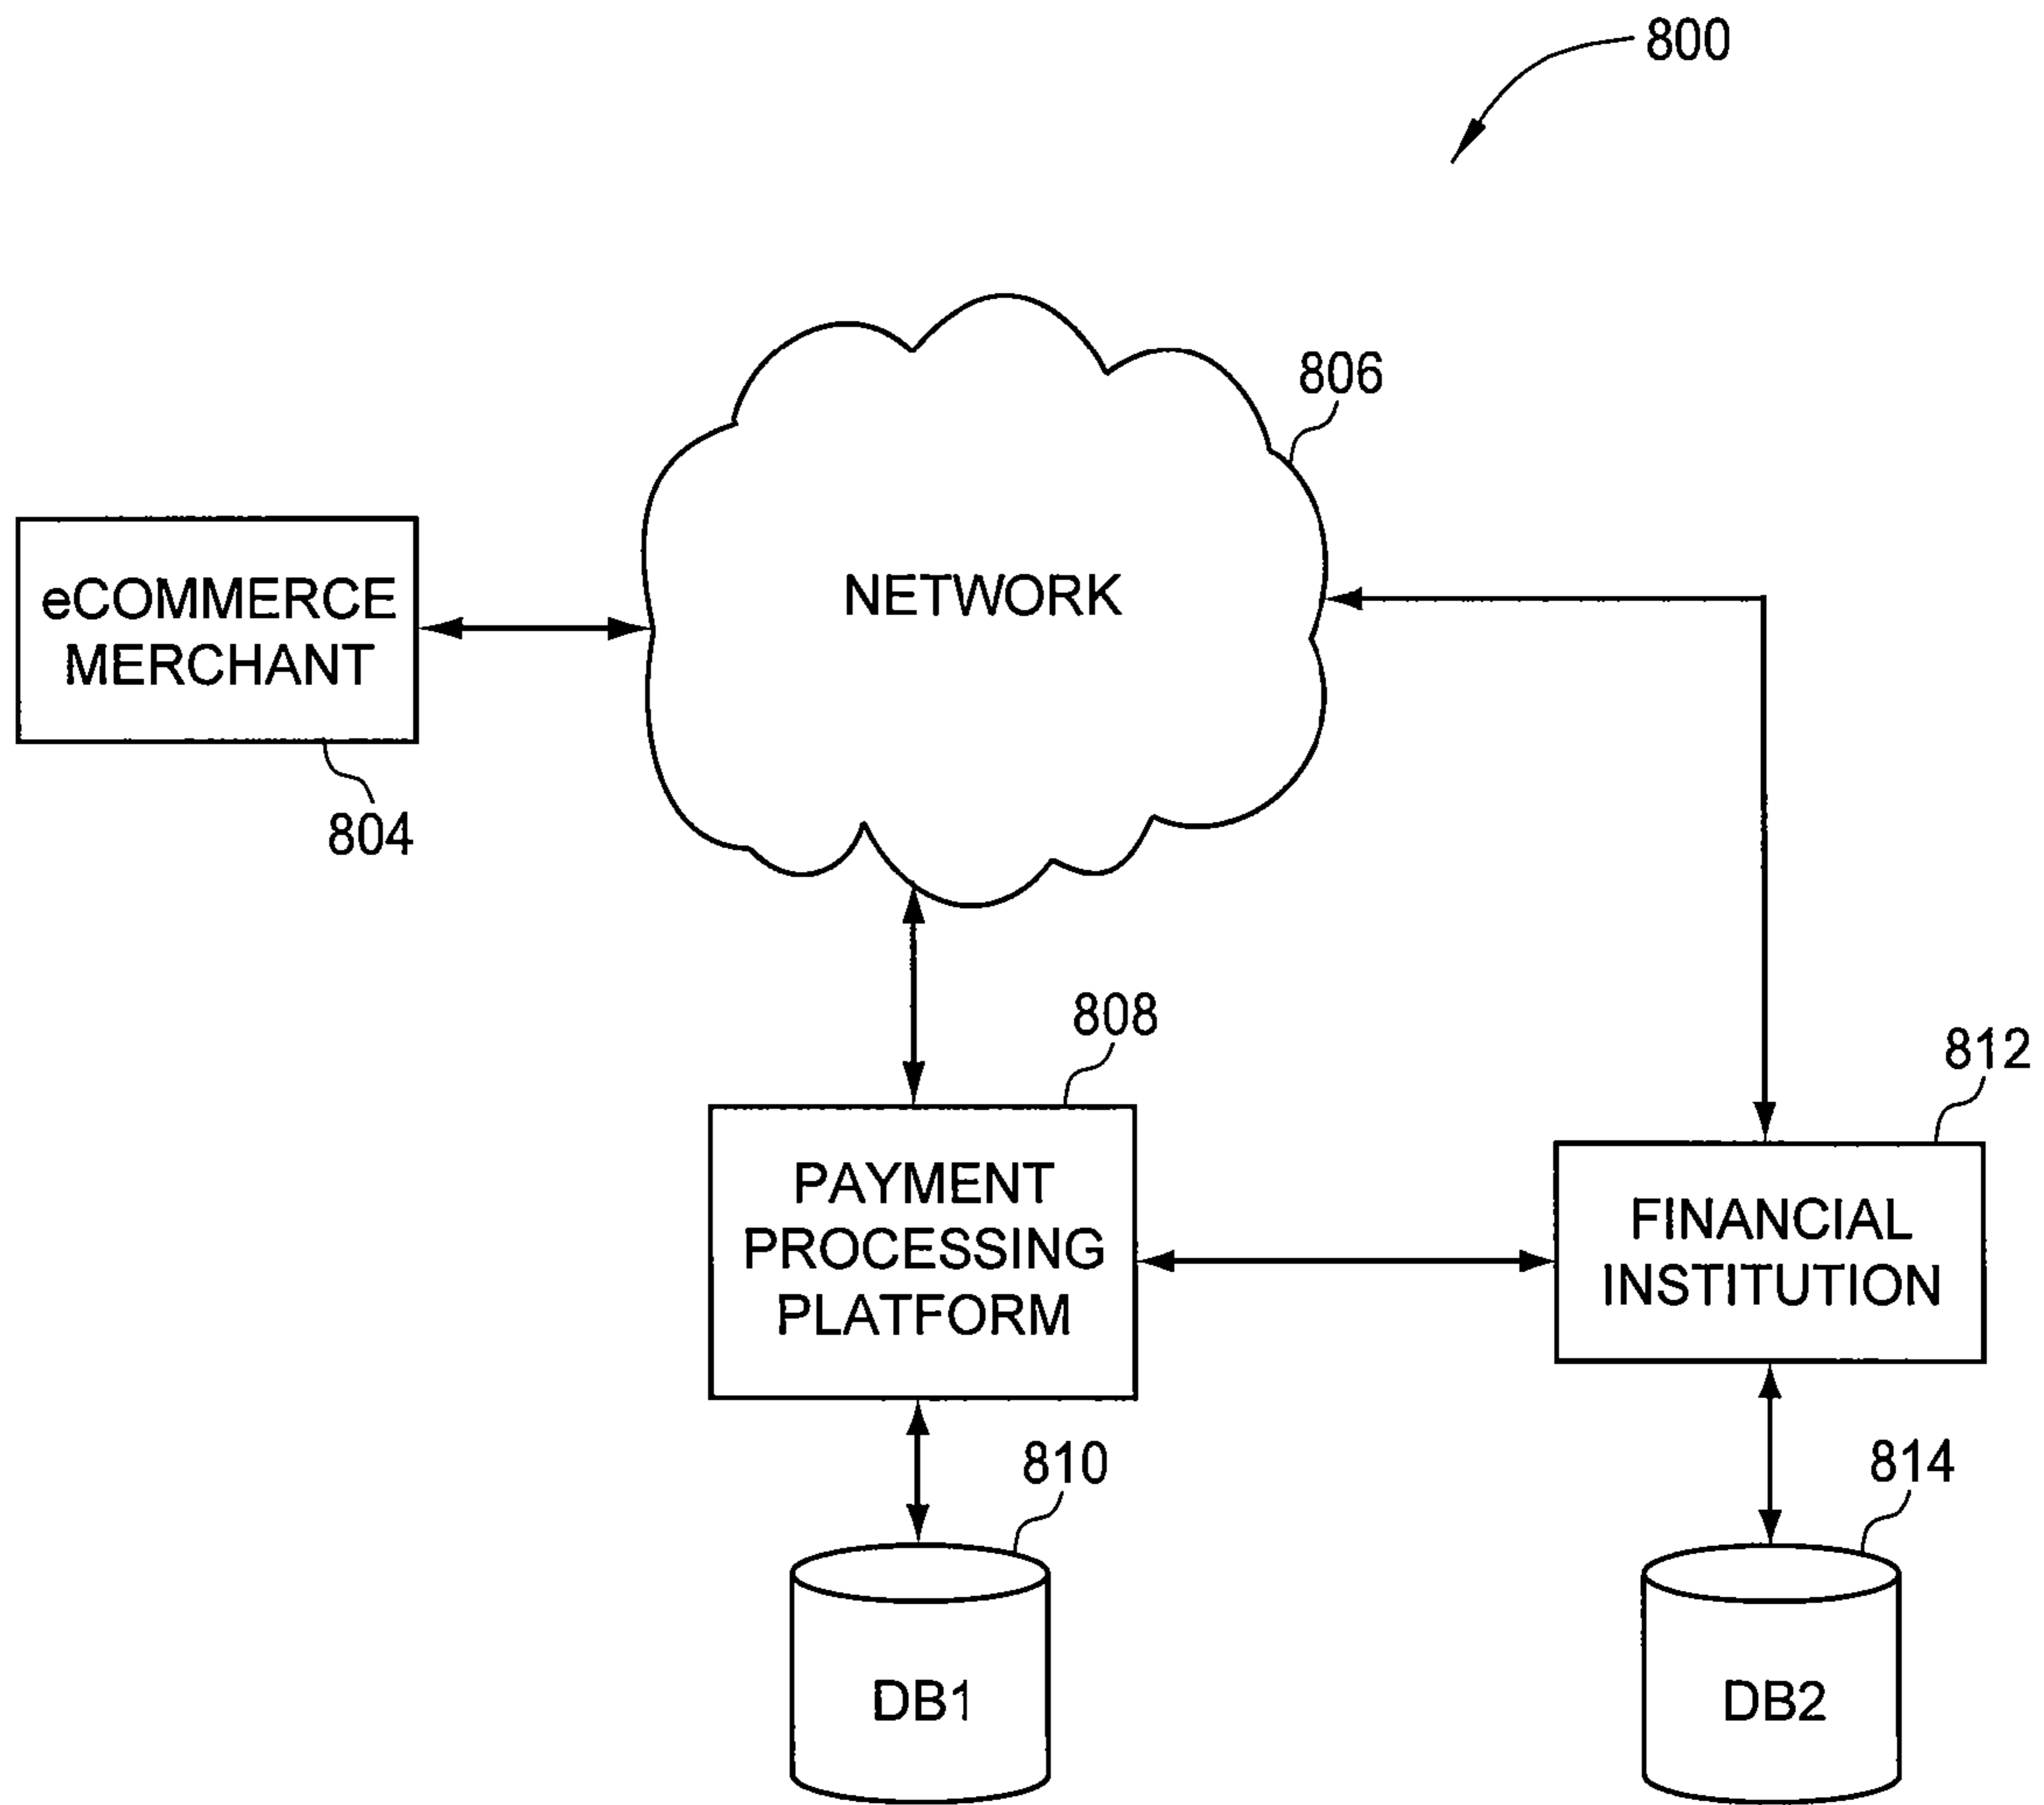 800
806
NETWORK
eCOMMERCE
MERCHANT
804
808
812
PAYMENT
PROCESSING
PLATFORM
FINANCIAL
INSTITUTION
810
814
DB1
DB2